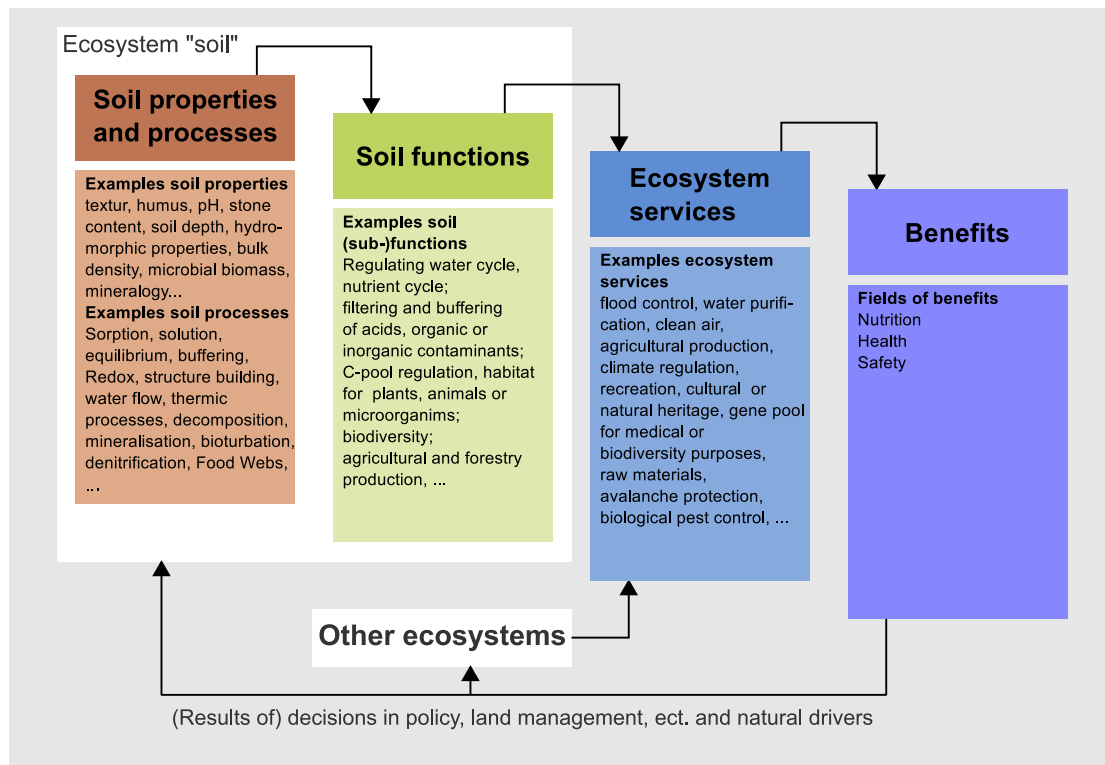 Ecosystem "soil"
Soil properties
and processes
Examples soil properties
textur, humus, pH, stone
content, soil depth, hydro-
morphic properties, bulk
density, microbial biomass,
mineralogy...
Examples soil processes
Sorption, solution,
equilibrium, buffering,
Redox, structure building,
water flow, thermic
processes, decomposition,
mineralisation, bioturbation,
denitrification, Food Webs,
...
Soil functions
Examples soil
(sub-)functions
Regulating water cycle,
nutrient cycle;
filtering and buffering
of acids, organic or
inorganic contaminants;
C-pool regulation, habitat
for plants, animals or
microorganims;
biodiversity;
agricultural and forestry
production, ...
Ecosystem
services
Examples ecosystem
services
flood control, water purifi-
cation, clean air,
agricultural production,
climate regulation,
recreation, cultural or
natural heritage, gene pool
for medical or
biodiversity purposes,
raw materials,
avalanche protection,
biological pest control, ...
Benefits
Fields of benefits
Nutrition
Health
Safety
Other ecosystems
(Results of) decisions in policy, land management, ect. and natural drivers